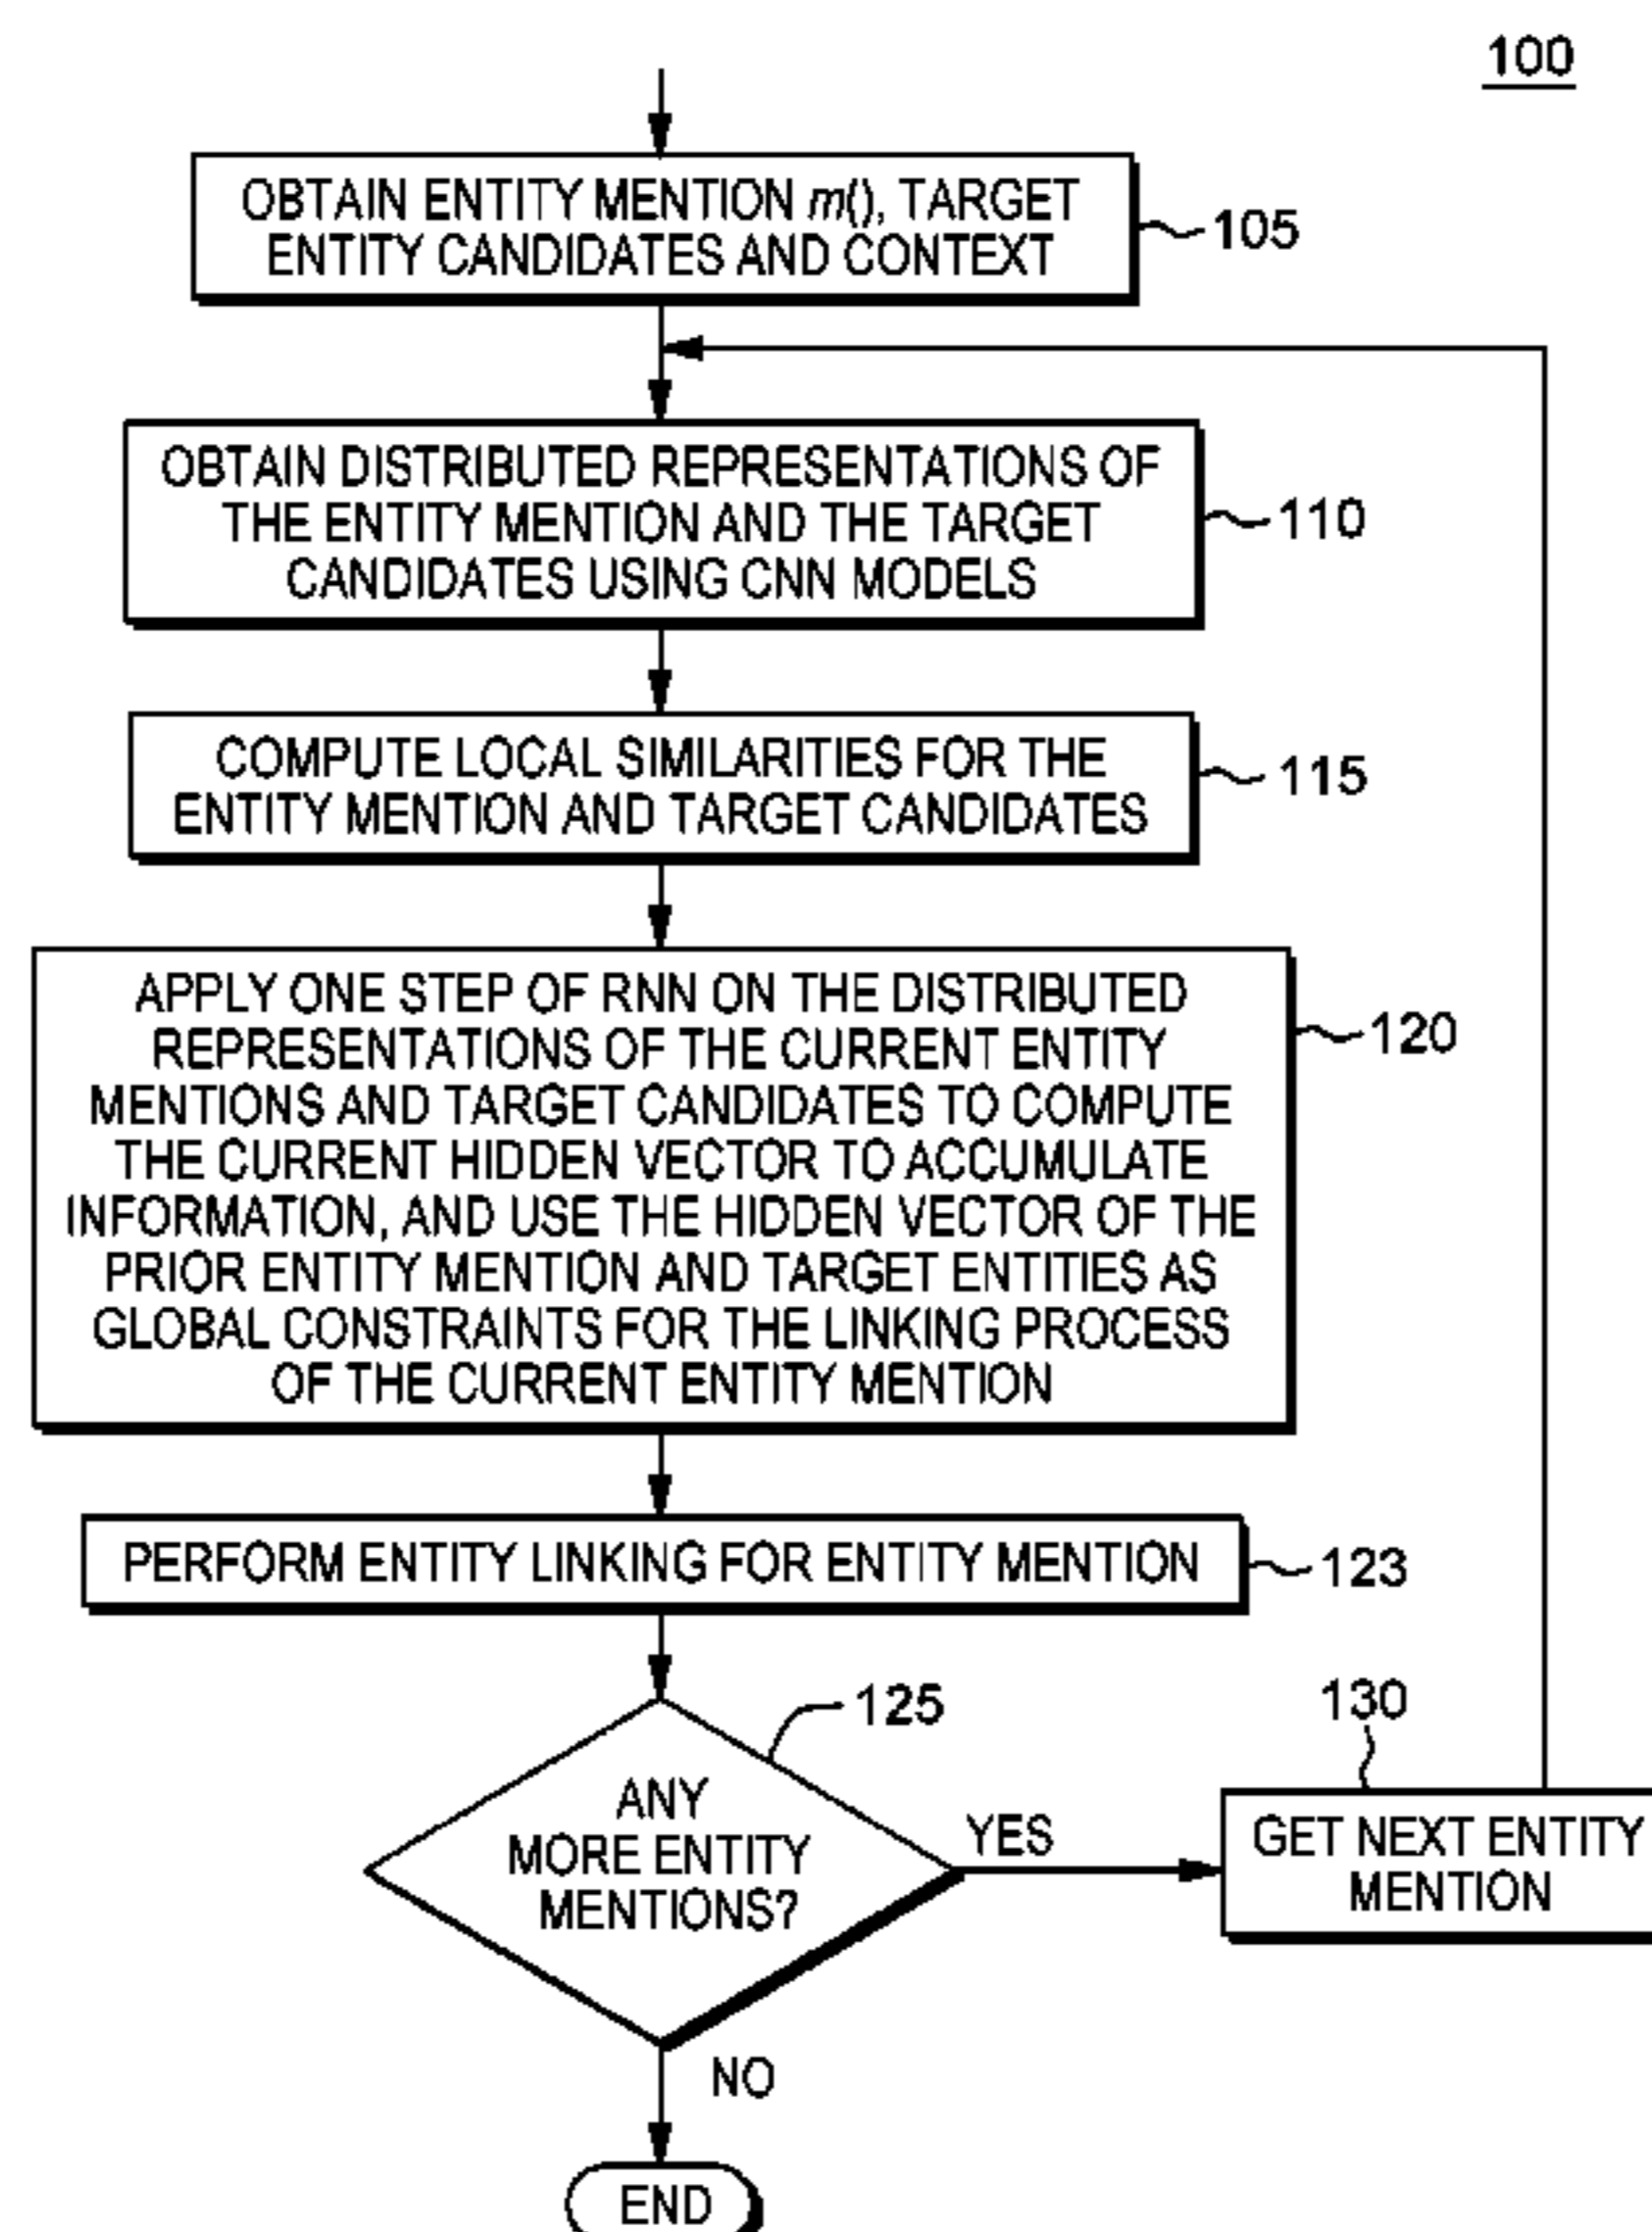 100
OBTAIN ENTITY MENTION m(), TARGET
ENTITY CANDIDATES AND CONTEXT
105
OBTAIN DISTRIBUTED REPRESENTATIONS OF
THE ENTITY MENTION AND THE TARGET
CANDIDATES USING CNN MODELS
110
COMPUTE LOCAL SIMILARITIES FOR THE
ENTITY MENTION AND TARGET CANDIDATES
115
APPLY ONE STEP OF RNN ON THE DISTRIBUTED
REPRESENTATIONS OF THE CURRENT ENTITY
MENTIONS AND TARGET CANDIDATES TO COMPUTE
THE CURRENT HIDDEN VECTOR TO ACCUMULATE
INFORMATION, AND USE THE HIDDEN VECTOR OF THE
PRIOR ENTITY MENTION AND TARGET ENTITIES AS
GLOBAL CONSTRAINTS FOR THE LINKING PROCESS
OF THE CURRENT ENTITY MENTION
120
PERFORM ENTITY LINKING FOR ENTITY MENTION
123
125
ANY
MORE ENTITY
MENTIONS?
YES
130
GET NEXT ENTITY
MENTION
NO
END